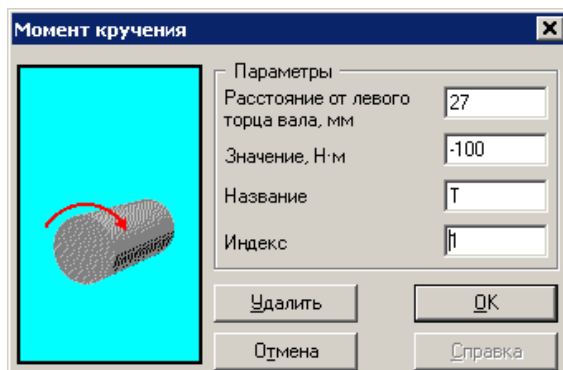 Момент кручения
Параметры
Расстояние от левого
торца вала, мм
27
Значение, Н·м
-100
Название
T
Индекс
1
Удалить
OK
Отмена
Справка